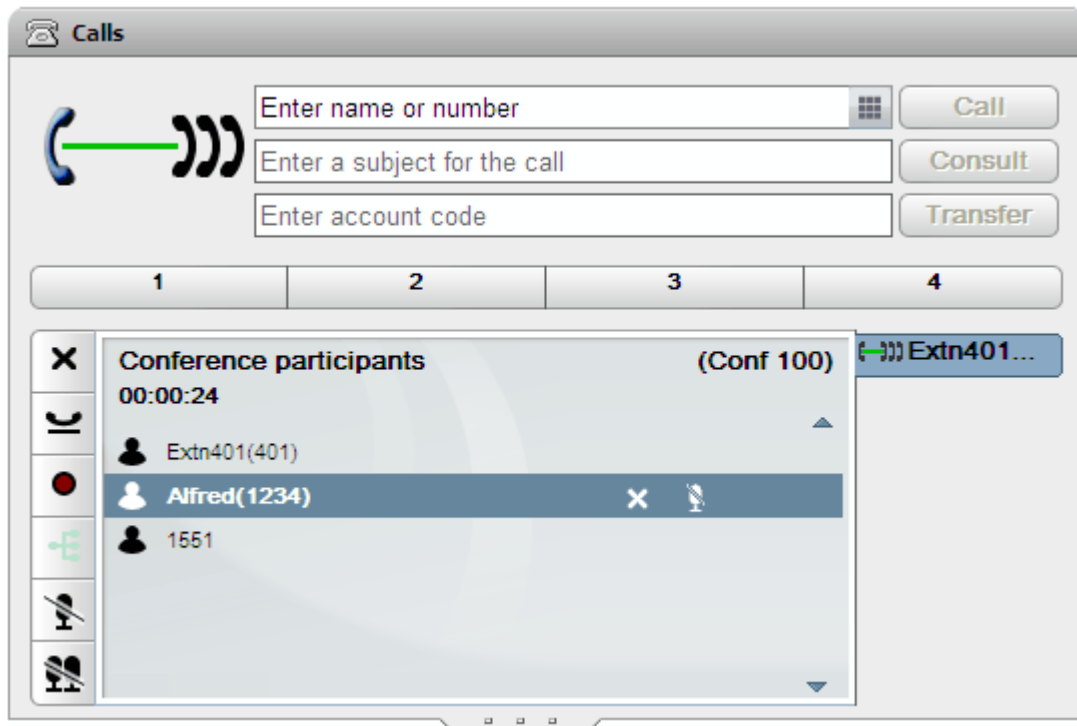 Calls
Enter name or number
Call
Enter a subject for the call
Consult
Enter account code
Transfer
1 2 3 4
Conference participants (Conf 100)
Extn401...
00:00:24
Extn401(401)
Alfred(1234)
1551